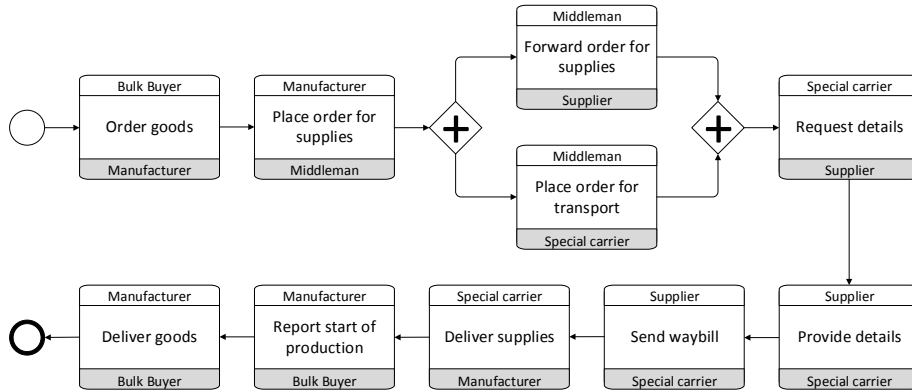 Bulk Buyer
Order goods
Manufacturer
Manufacturer
Place order for
supplies
Middleman
Middleman
Forward order for
supplies
Supplier
Middleman
Place order for
transport
Special carrier
Special carrier
Request details
Supplier
Manufacturer
Deliver goods
Bulk Buyer
Manufacturer
Report start of
production
Bulk Buyer
Special carrier
Deliver supplies
Manufacturer
Supplier
Send waybill
Special carrier
Supplier
Provide details
Special carrier